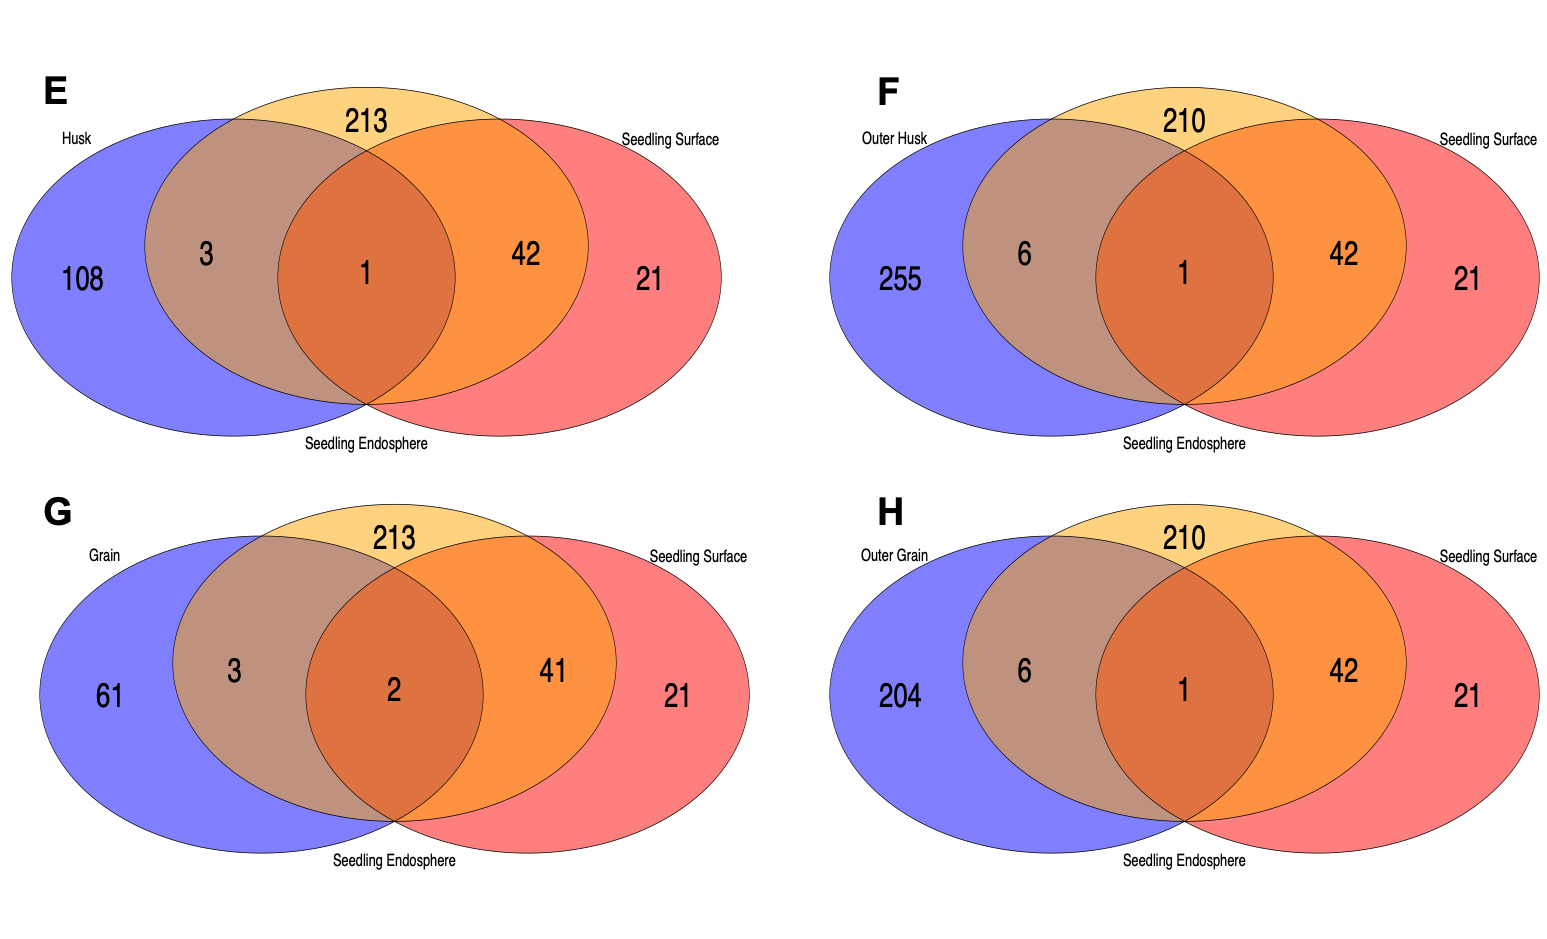 E
Husk
213
Seedling Surface
108
3
1
42
21
Seedling Endosphere
F
Outer Husk
210
Seedling Surface
255
6
1
42
21
Seedling Endosphere
G
Grain
213
Seedling Surface
61
3
2
41
21
Seedling Endosphere
H
Outer Grain
210
Seedling Surface
204
6
1
42
21
Seedling Endosphere